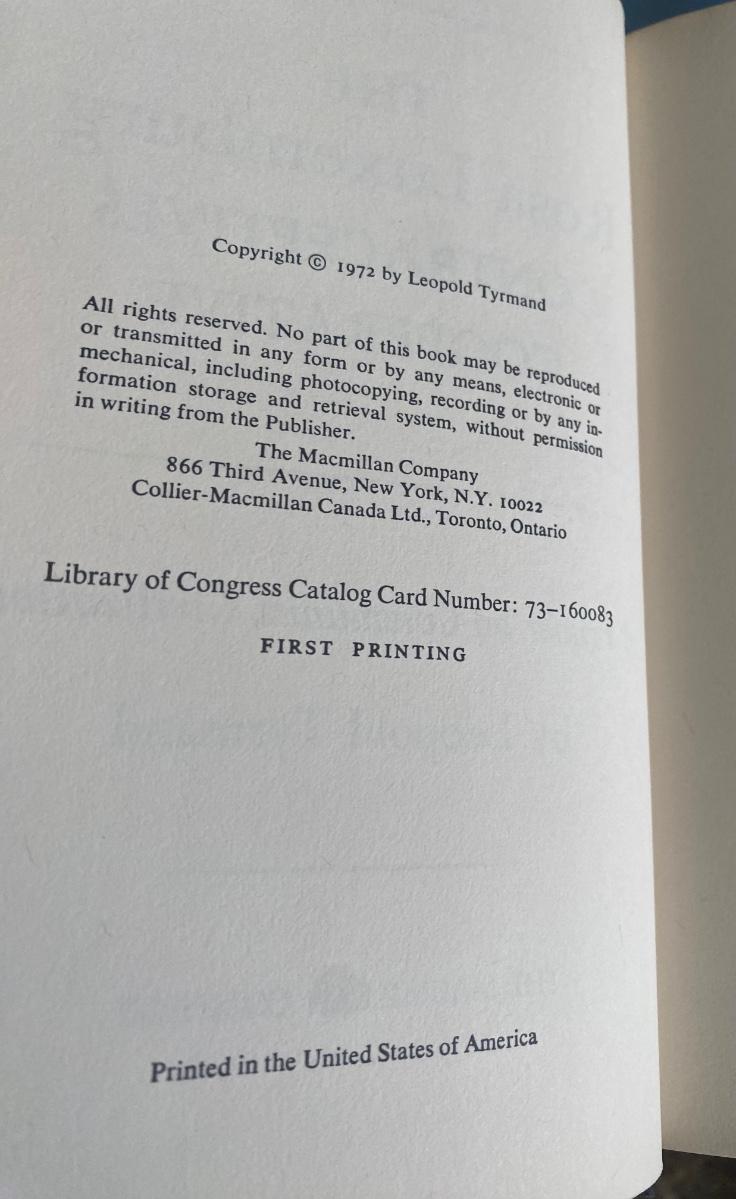 Copyright © 1972 by Leopold Tyrmand
All rights reserved. No part of this book may be reproduced
or transmitted in any form or by any means, electronic or
mechanical, including photocopying, recording or by any in-
formation storage and retrieval system, without permission
in writing from the Publisher.
The Macmillan Company
866 Third Avenue, New York, N.Y. 10022
Collier-Macmillan Canada Ltd., Toronto, Ontario
Library of Congress Catalog Card Number: 73–160083
FIRST PRINTING
Printed in the United States of America